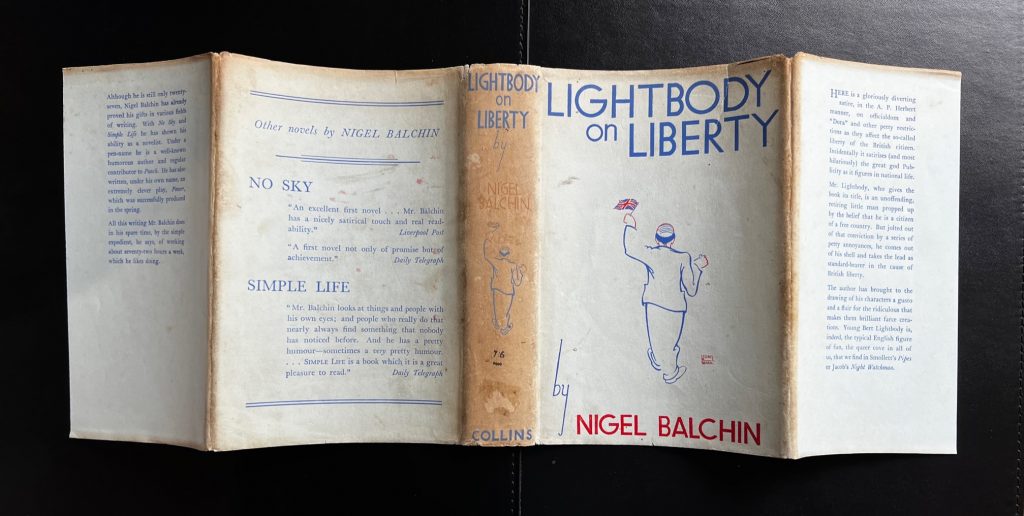 Although he is still only twenty-
seven, Nigel Balchin has already
proved his gifts in various fields
of writing. With No Sky and
Simple Life he has shown his
ability as a novelist. Under a
pen-name he is a well-known
humorous author and regular
contributor to Punch. He has also
written, under his own name, an
extremely clever play, Power,
which was successfully produced
in the spring.
All this writing Mr. Balchin does
in his spare time, by the simple
expedient, he says, of working
about seventy-two hours a week,
which he likes doing.
Other novels by NIGEL BALCHIN
NO SKY
"An excellent first novel . . . Mr. Balchin
has a nicely satirical touch and real read-
ability." Liverpool Post
"A first novel not only of promise but of
achievement." Daily Telegraph
SIMPLE LIFE
"Mr. Balchin looks at things and people with
his own eyes; and people who really do that
nearly always find something that nobody
has noticed before. And he has a pretty
humour—sometimes a very pretty humour.
. . . SIMPLE LIFE is a book which it is a great
pleasure to read." Daily Telegraph
LIGHTBODY
on
LIBERTY
by
NIGEL
BALCHIN
7/6
COLLINS
LIGHTBODY
on LIBERTY
by
NIGEL BALCHIN
HERE is a gloriously diverting
satire, in the A. P. Herbert
manner, on officialdom and
"Dora" and other petty restric-
tions as they affect the so-called
liberty of the British citizen.
Incidentally it satirises (and most
hilariously) the great god Pub-
licity as it figures in national life.
Mr. Lightbody, who gives the
book its title, is an unoffending,
retiring little man propped up
by the belief that he is a citizen
of a free country. But jolted out
of that conviction by a series of
petty annoyances, he comes out
of his shell and takes the lead as
standard-bearer in the cause of
British liberty.
The author has brought to the
drawing of his characters a gusto
and a flair for the ridiculous that
makes them brilliant farce crea-
tions. Young Bert Lightbody is,
indeed, the typical English figure
of fun, the queer cove in all of
us, that we find in Smollett's Pipes
or Jacob's Night Watchman.